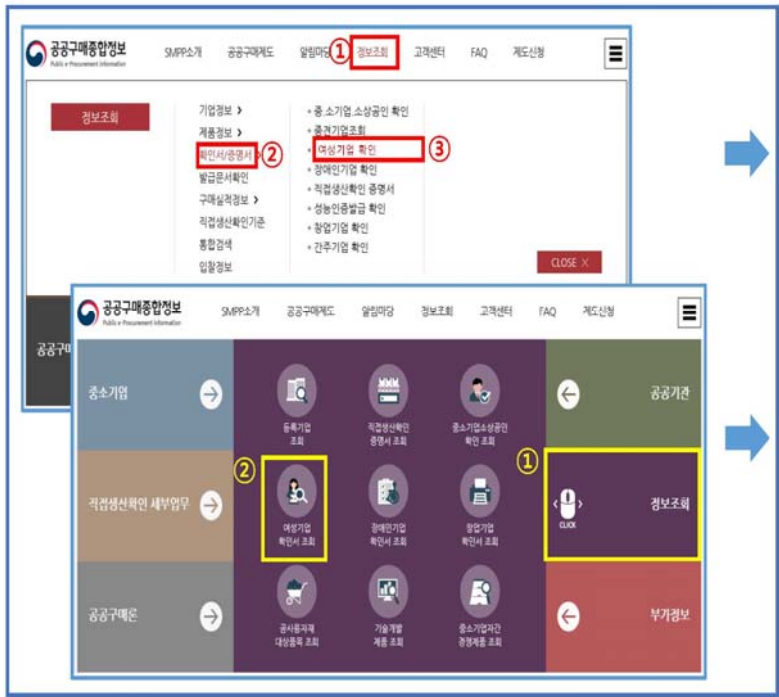 공공구매종합정보
Public e-Procurement Information
SMPP소개 공공구매제도 알림마당 ① 정보조회 고객센터 FAQ 제도신청
정보조회
기업정보 >
제품정보 >
확인서/증명서 > ②
발급문서확인
구매실적정보 >
직접생산확인기준
통합검색
입찰정보
중.소기업.소상공인 확인
중견기업조회
여성기업 확인 ③
장애인기업 확인
직접생산확인 증명서
성능인증발급 확인
창업기업 확인
간주기업 확인
CLOSE X
공공구매종합정보
Public e-Procurement Information
SMPP소개 공공구매제도 알림마당 정보조회 고객센터 FAQ 제도신청
공공구매
중소기업
직접생산확인 세부업무
공공구매론
등록기업
조회
직접생산확인
증명서 조회
중소기업소상공인
확인 조회
②
여성기업
확인서 조회
장애인기업
확인서 조회
창업기업
확인서 조회
공사용자재
대상품목 조회
기술개발
제품 조회
중소기업자간
경쟁제품 조회
공공기관
①
CLICK
정보조회
부가정보